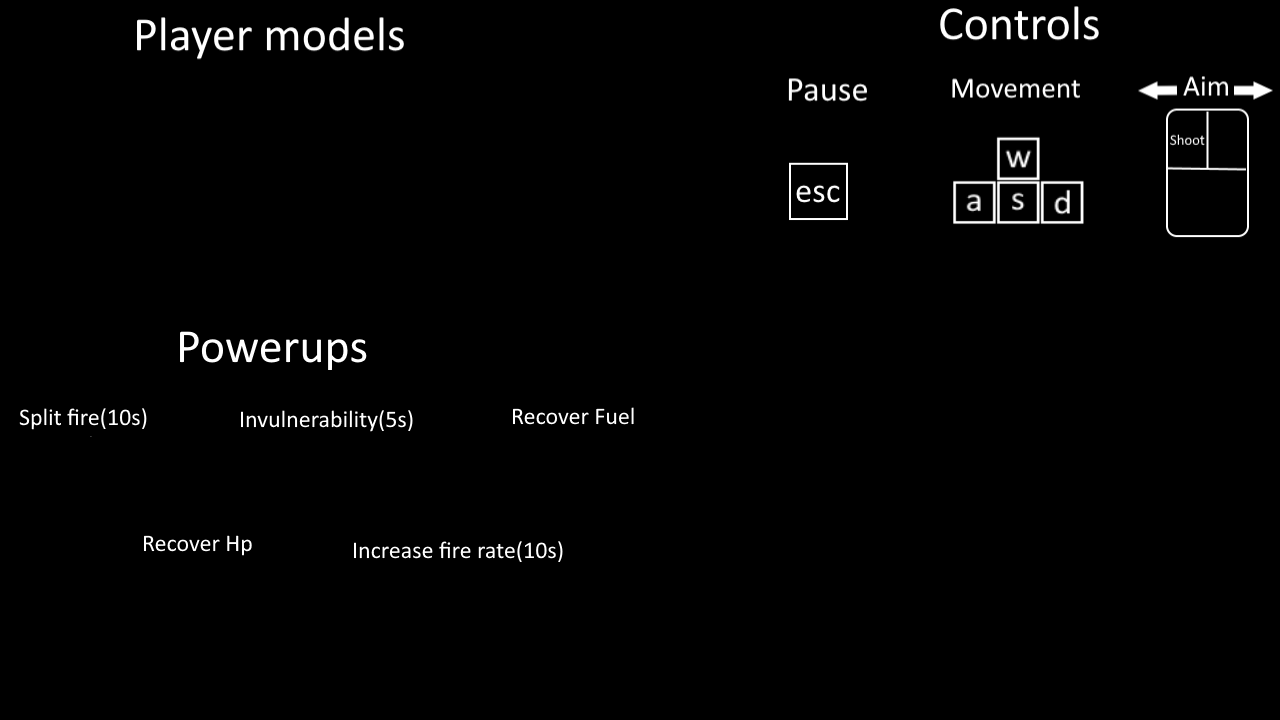 Player models
Controls
Pause
Movement
Aim
Shoot
esc
w
a s d
Powerups
Split fire(10s)
Invulnerability(5s)
Recover Fuel
Recover Hp
Increase fire rate(10s)